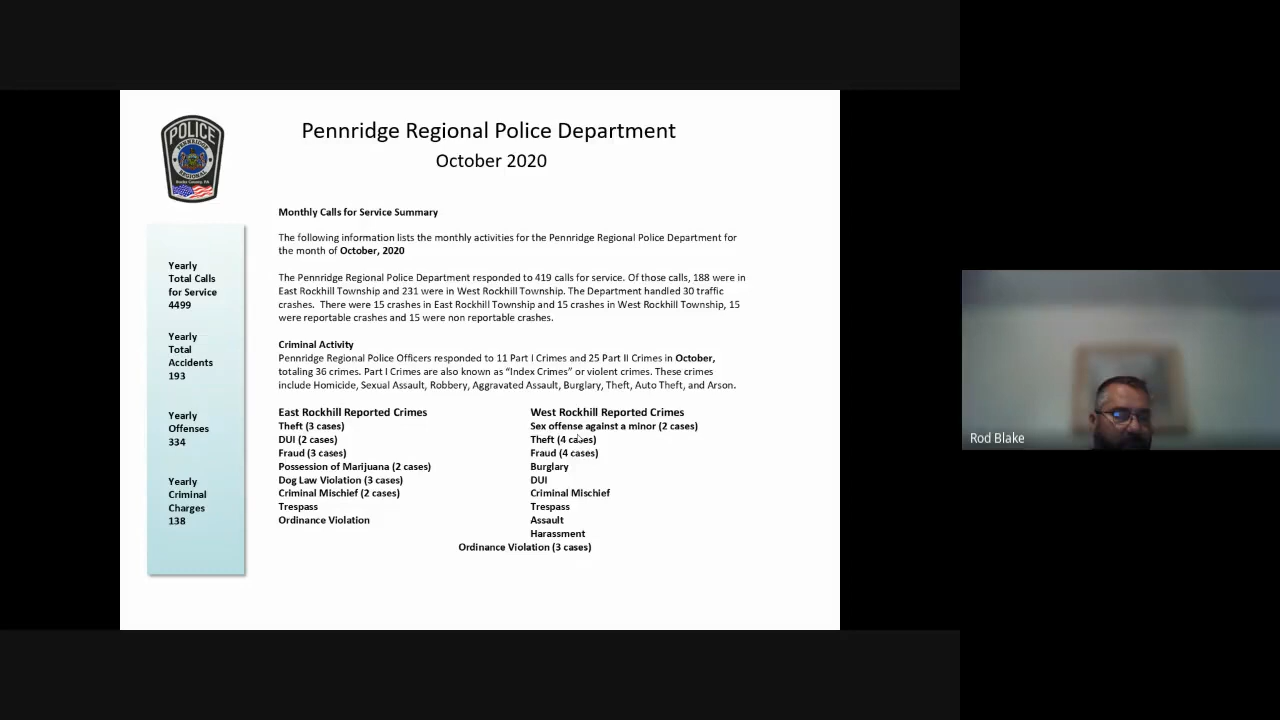 POLICE
PENNRIDGE
REGIONAL
Pennridge Regional Police Department
October 2020
Monthly Calls for Service Summary
The following information lists the monthly activities for the Pennridge Regional Police Department for
the month of October, 2020
The Pennridge Regional Police Department responded to 419 calls for service. Of those calls, 188 were in
East Rockhill Township and 231 were in West Rockhill Township. The Department handled 30 traffic
crashes. There were 15 crashes in East Rockhill Township and 15 crashes in West Rockhill Township, 15
were reportable crashes and 15 were non reportable crashes.
Criminal Activity
Pennridge Regional Police Officers responded to 11 Part I Crimes and 25 Part II Crimes in October,
totaling 36 crimes. Part I Crimes are also known as “Index Crimes” or violent crimes. These crimes
include Homicide, Sexual Assault, Robbery, Aggravated Assault, Burglary, Theft, Auto Theft, and Arson.
East Rockhill Reported Crimes
Theft (3 cases)
DUI (2 cases)
Fraud (3 cases)
Possession of Marijuana (2 cases)
Dog Law Violation (3 cases)
Criminal Mischief (2 cases)
Trespass
Ordinance Violation
West Rockhill Reported Crimes
Sex offense against a minor (2 cases)
Theft (4 cases)
Fraud (4 cases)
Burglary
DUI
Criminal Mischief
Trespass
Assault
Harassment
Ordinance Violation (3 cases)
Yearly
Total Calls
for Service
4499
Yearly
Total
Accidents
193
Yearly
Offenses
334
Yearly
Criminal
Charges
138
Rod Blake